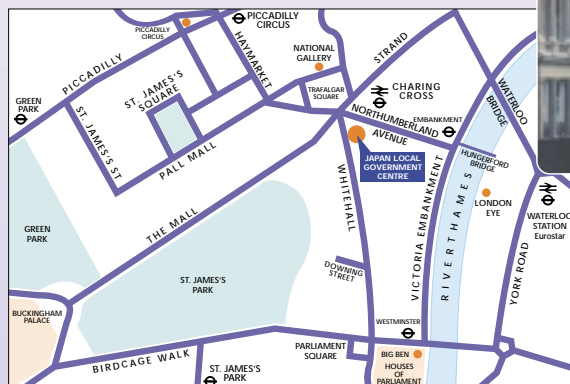 PICCADILLY
CIRCUS
PICCADILLY
CIRCUS
HAYMARKET
NATIONAL
GALLERY
STRAND
PICCADILLY
ST. JAMES'S
SQUARE
TRAFALGAR
SQUARE
CHARING
CROSS
WATERLOO
BRIDGE
GREEN
PARK
ST. JAMES'S ST
NORTHUMBERLAND
AVENUE
EMBANKMENT
PALL MALL
JAPAN LOCAL
GOVERNMENT
CENTRE
HUNGERFORD
BRIDGE
WHITEHALL
VICTORIA EMBANKMENT
RIVER THAMES
LONDON
EYE
WATERLOO
STATION
Eurostar
THE MALL
GREEN
PARK
YORK ROAD
DOWNING
STREET
ST. JAMES'S
PARK
BUCKINGHAM
PALACE
WESTMINSTER
PARLIAMENT
SQUARE
BIG BEN
HOUSES
OF
PARLIAMENT
BIRDCAGE WALK
ST. JAMES'S
PARK